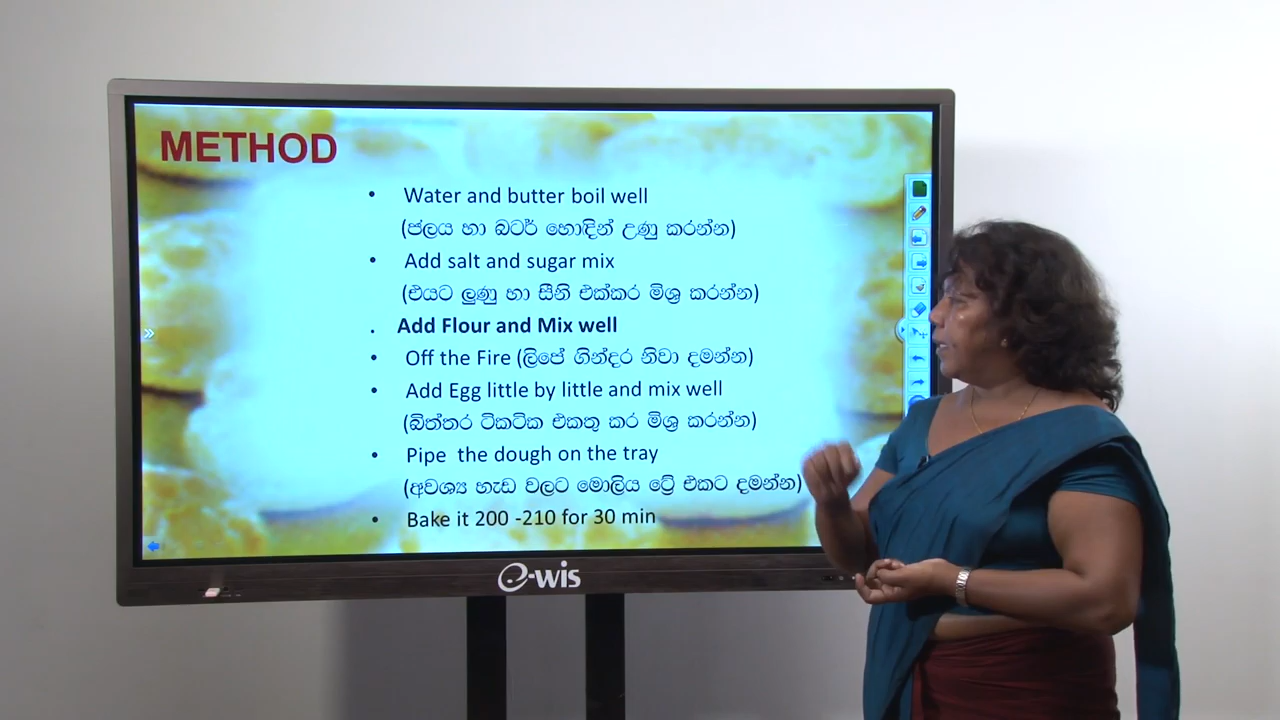 METHOD
• Water and butter boil well
(ජලය හා බටර් හොඳින් උණු කරන්න)
• Add salt and sugar mix
(එයට ලුණු හා සීනි එක්කර මිශ්‍ර කරන්න)
. Add Flour and Mix well
• Off the Fire (ලිපේ ගින්දර නිවා දමන්න)
• Add Egg little by little and mix well
(බිත්තර ටිකටික එකතු කර මිශ්‍ර කරන්න)
• Pipe the dough on the tray
(අවශ්‍ය හැඩ වලට මොලිය ට්‍රේ එකට දමන්න)
• Bake it 200 -210 for 30 min
e-wis